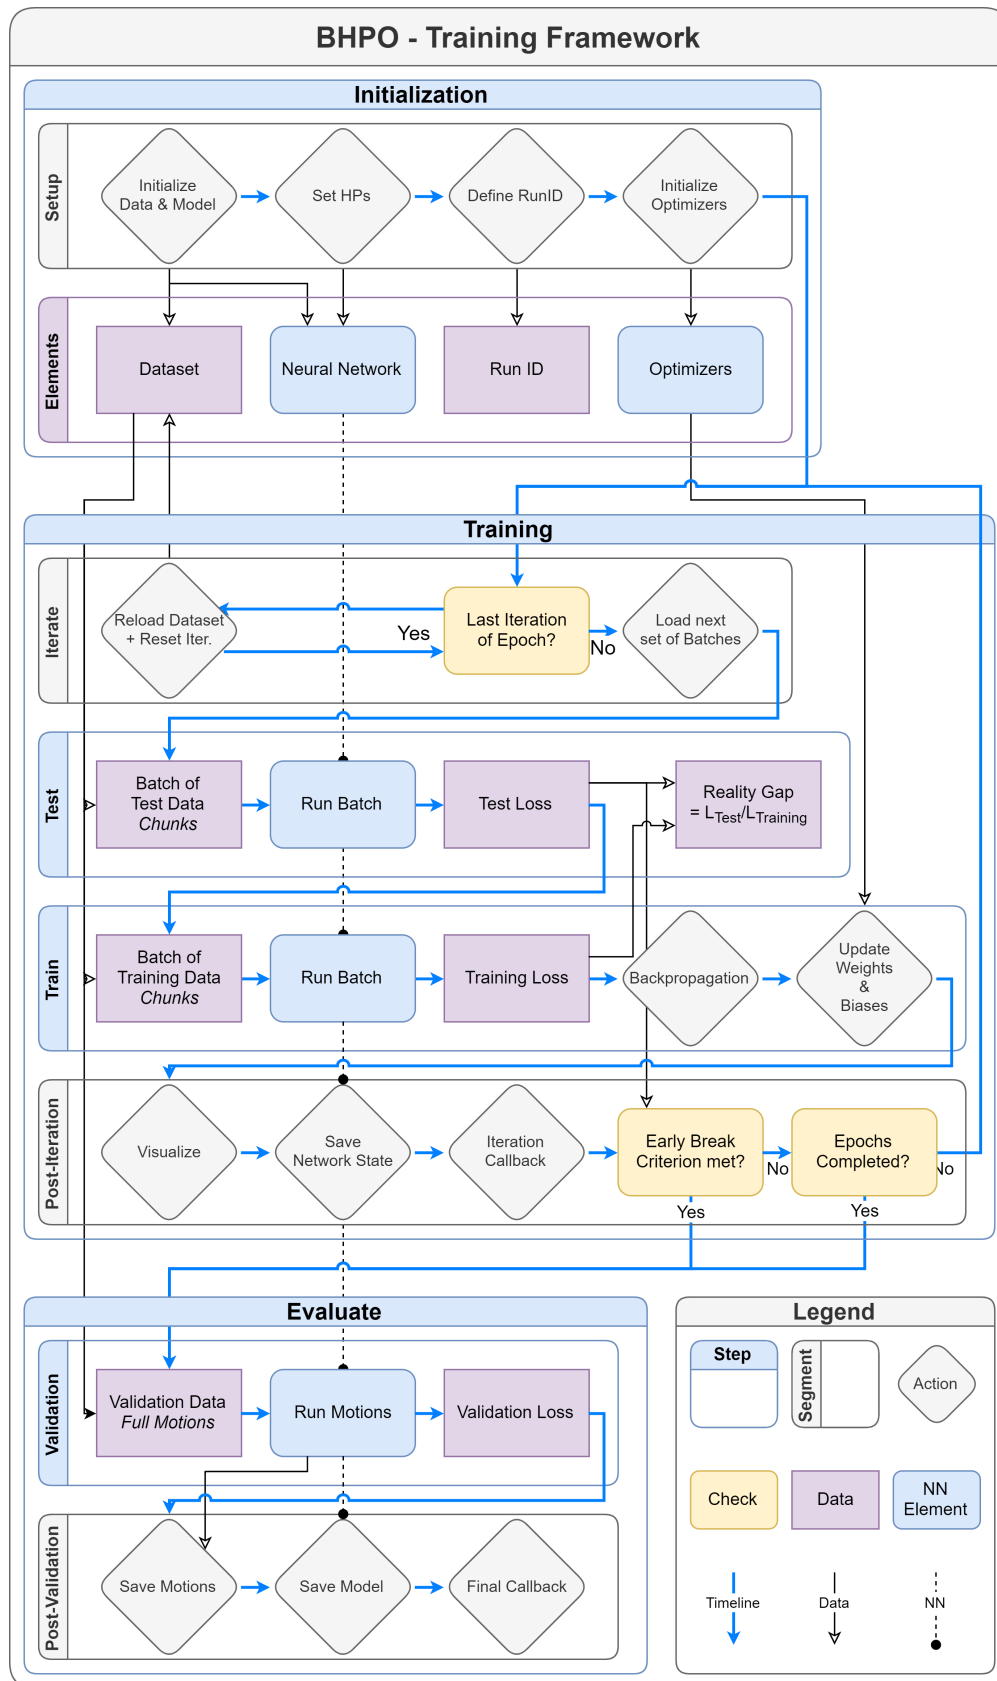 BHPO - Training Framework
Initialization
Setup
Initialize
Data & Model
Set HPs
Define RunID
Initialize
Optimizers
Elements
Dataset
Neural Network
Run ID
Optimizers
Training
Iterate
Reload Dataset
+ Reset Iter.
Yes
Last Iteration
of Epoch?
No
Load next
set of Batches
Test
Batch of
Test Data
Chunks
Run Batch
Test Loss
Reality Gap
= LTest/LTraining
Train
Batch of
Training Data
Chunks
Run Batch
Training Loss
Backpropagation
Update
Weights
&
Biases
Post-Iteration
Visualize
Save
Network State
Iteration
Callback
Early Break
Criterion met?
No
Epochs
Completed?
No
Yes
Yes
Evaluate
Validation
Validation Data
Full Motions
Run Motions
Validation Loss
Post-Validation
Save Motions
Save Model
Final Callback
Legend
Step
Segment
Action
Check
Data
NN
Element
Timeline
Data
NN